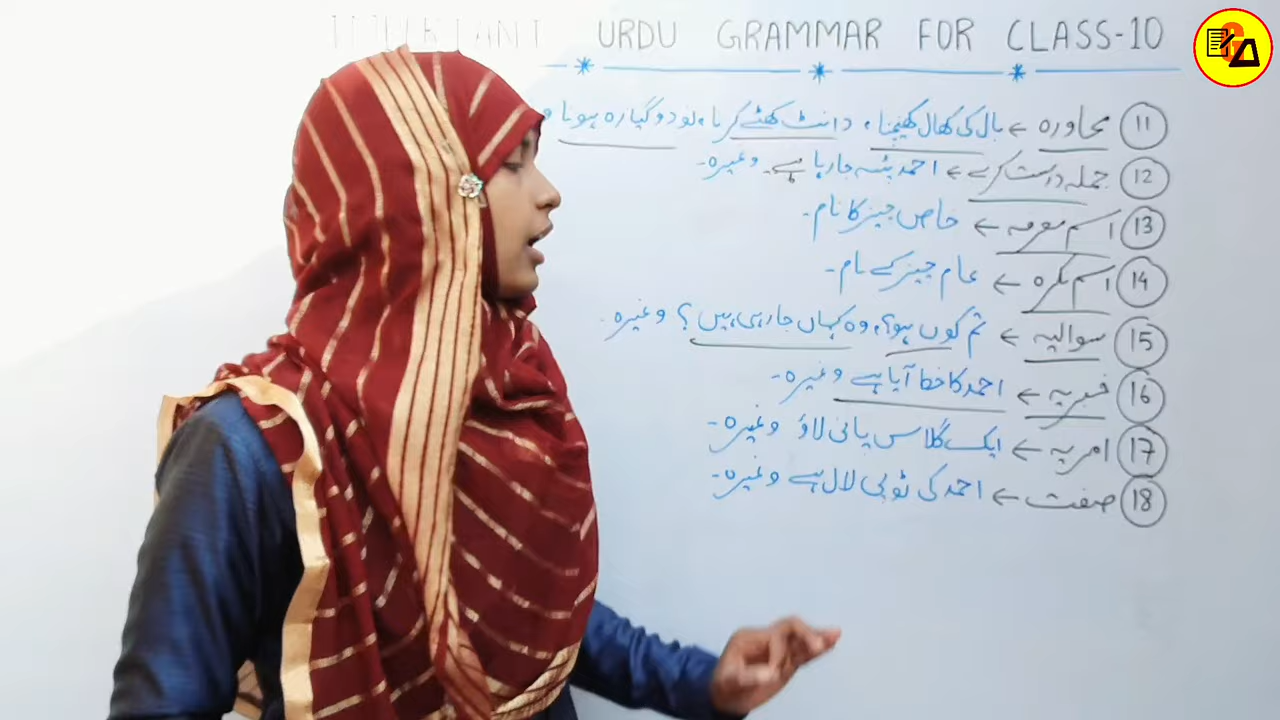 IMPORTANT URDU GRAMMAR FOR CLASS-10
11 محاورہ ← بال کی کھال کھینچنا، دانت کھٹے کرنا، نو دو گیارہ ہونا و
12 جملہ درست کرے ← احمد جا رہا ہے۔ وغیرہ۔
13 اسم معرفہ ← خاص چیز کا نام۔
14 اسم نکرہ ← عام چیز کے نام۔
15 سوالیہ ← تم کون ہو؟، وہ کہاں جا رہی ہیں؟ وغیرہ۔
16 خبریہ ← احمد کا خط آیا ہے وغیرہ۔
17 امریہ ← ایک گلاس پانی لاؤ وغیرہ۔
18 صفت ← احمد کی ٹوپی لال ہے وغیرہ۔